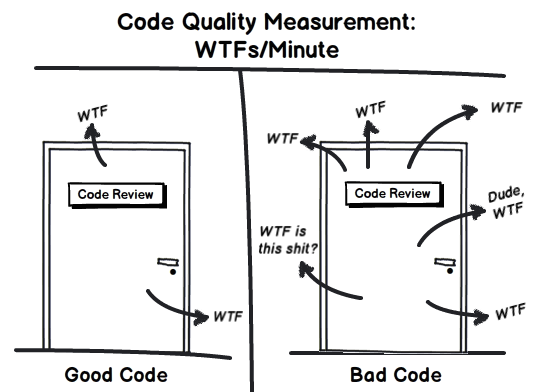 Code Quality Measurement:
WTFs/Minute
WTF
Code Review
WTF
Good Code
WTF
WTF
WTF
Code Review
Dude,
WTF
WTF is
this shit?
WTF
Bad Code